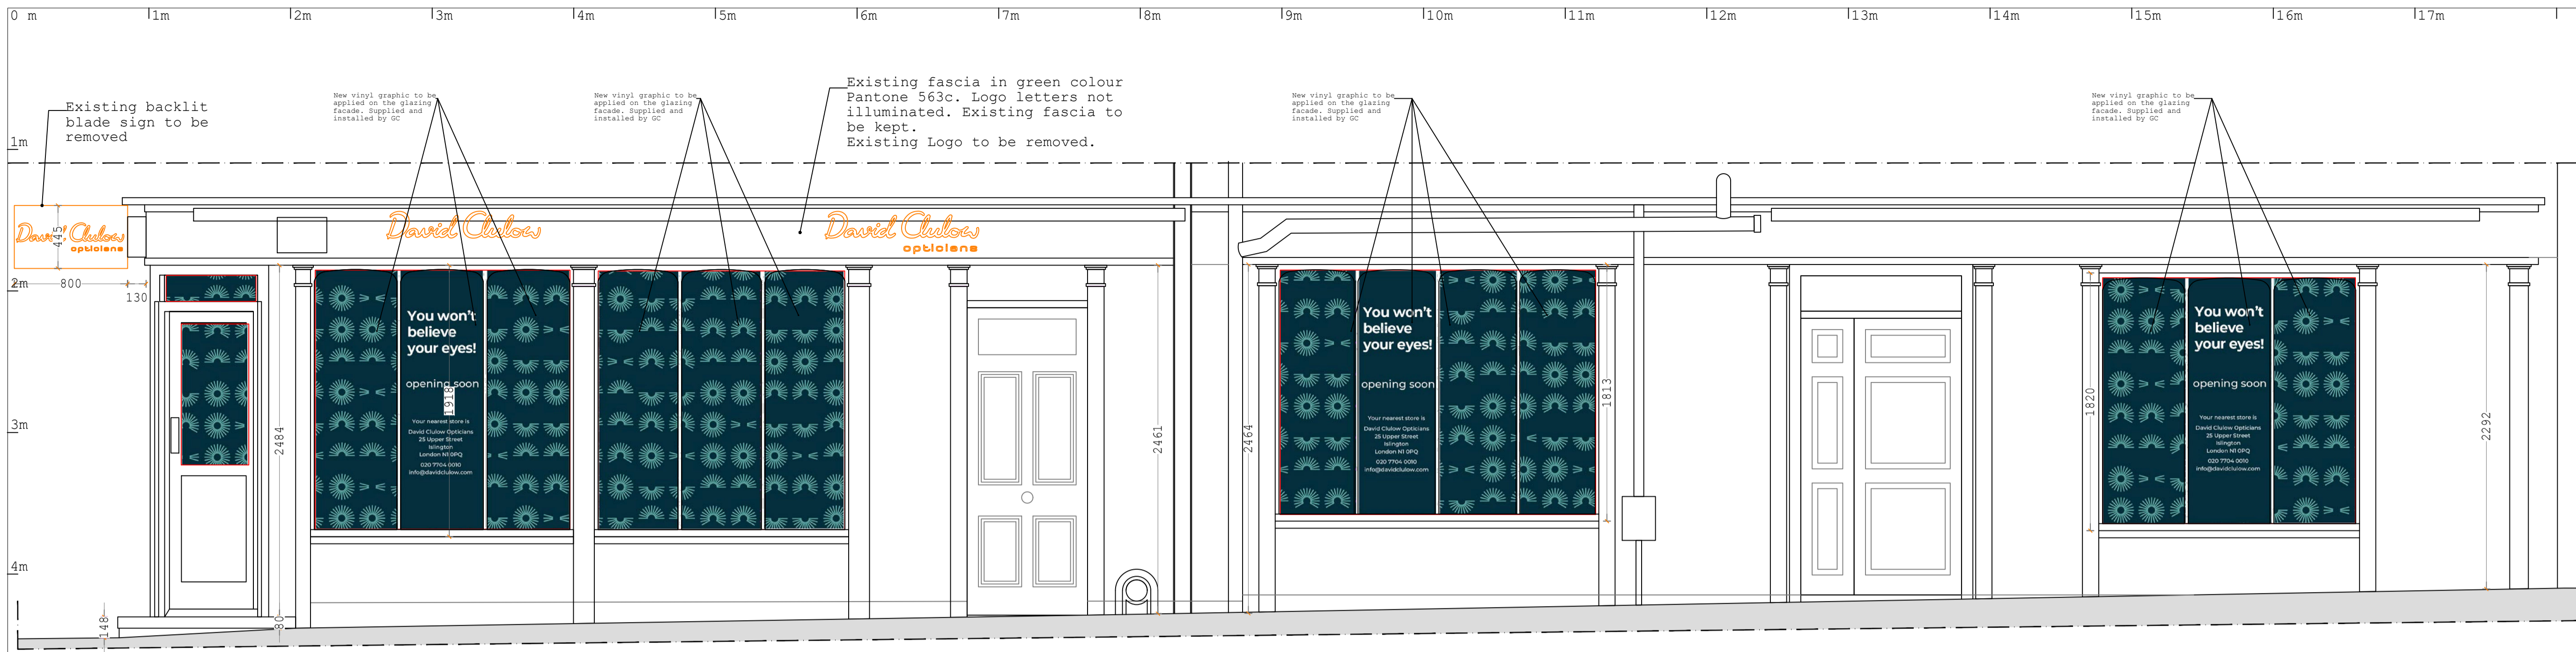 0 m
1m
2m
3m
4m
5m
6m
7m
8m
9m
10m
11m
12m
13m
14m
15m
16m
17m
1m
2m
3m
4m
Existing backlit
blade sign to be
removed
New vinyl graphic to be
applied on the glazing
facade. Supplied and
installed by GC
New vinyl graphic to be
applied on the glazing
facade. Supplied and
installed by GC
Existing fascia in green colour
Pantone 563c. Logo letters not
illuminated. Existing fascia to
be kept.
Existing Logo to be removed.
New vinyl graphic to be
applied on the glazing
facade. Supplied and
installed by GC
New vinyl graphic to be
applied on the glazing
facade. Supplied and
installed by GC
David Clulow
opticians
445
800
130
David Clulow
David Clulow
opticians
2484
148
80
You won't
believe
your eyes!
opening soon
1918
Your nearest store is
David Clulow Opticians
25 Upper Street
Islington
London N1 0PQ
020 7704 0010
info@davidclulow.com
2461
2464
You won't
believe
your eyes!
opening soon
Your nearest store is
David Clulow Opticians
25 Upper Street
Islington
London N1 0PQ
020 7704 0010
info@davidclulow.com
1813
1820
You won't
believe
your eyes!
opening soon
Your nearest store is
David Clulow Opticians
25 Upper Street
Islington
London N1 0PQ
020 7704 0010
info@davidclulow.com
2292